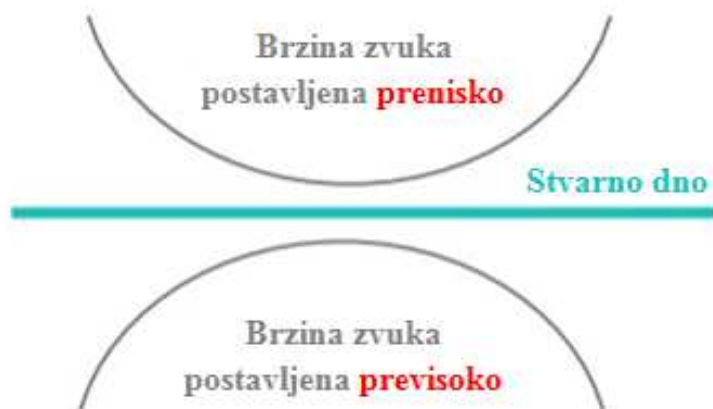 Brzina zvuka
postavljena prenisko
Stvarno dno
Brzina zvuka
postavljena previsoko